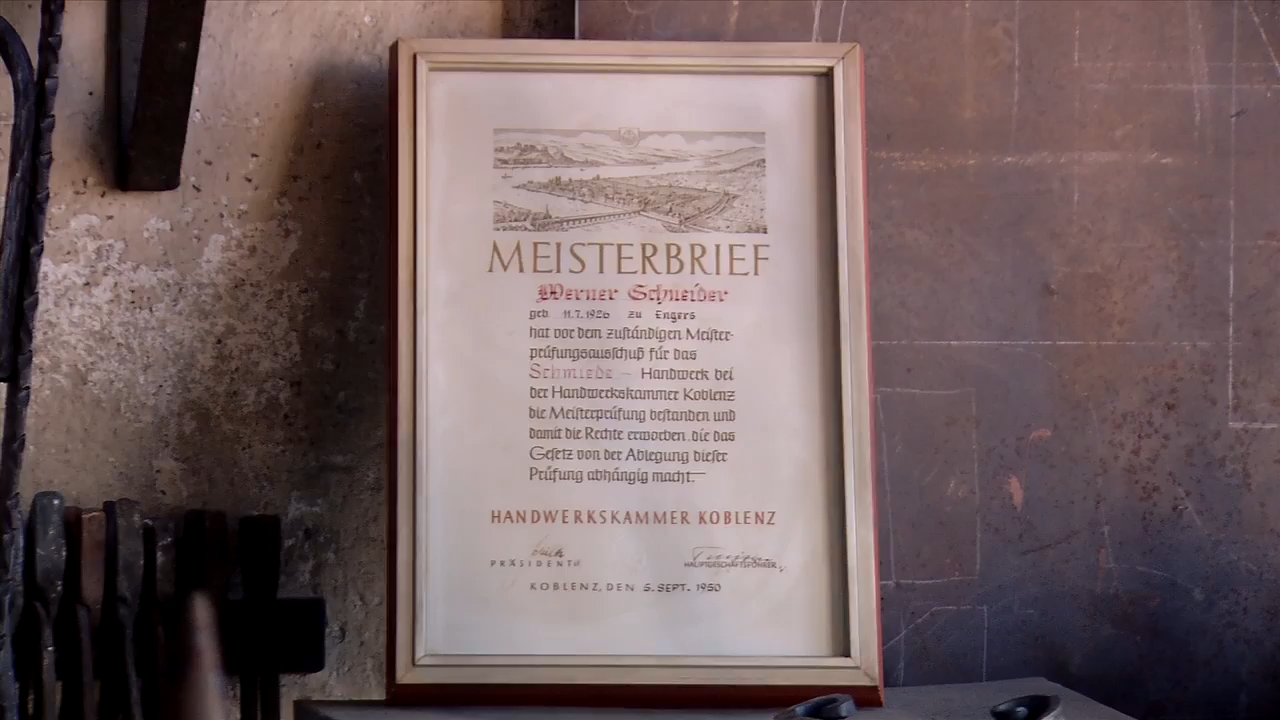 MEISTERBRIEF
Werner Schneider
geb. 11.7.1926 zu Engers
hat vor dem zuständigen Meister-
prüfungsausschuß für das
Schmiede – Handwerk bei
der Handwerkskammer Koblenz
die Meisterprüfung bestanden und
damit die Rechte erworben, die das
Gesetz von der Ablegung dieser
Prüfung abhängig macht.
HANDWERKSKAMMER KOBLENZ
PRÄSIDENT
HAUPTGESCHÄFTSFÜHRER
KOBLENZ, DEN 5. SEPT. 1950